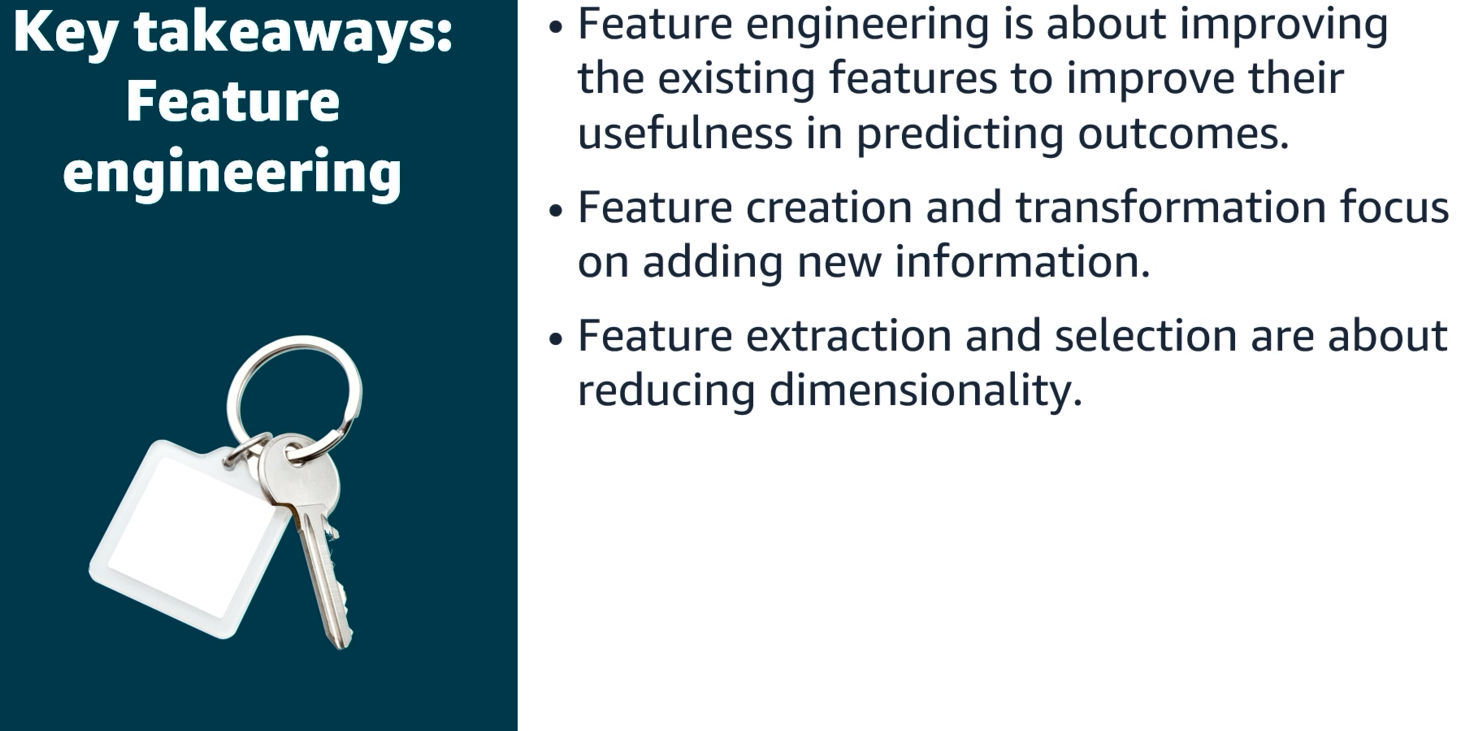 Key takeaways:
Feature
engineering
• Feature engineering is about improving
the existing features to improve their
usefulness in predicting outcomes.
• Feature creation and transformation focus
on adding new information.
• Feature extraction and selection are about
reducing dimensionality.